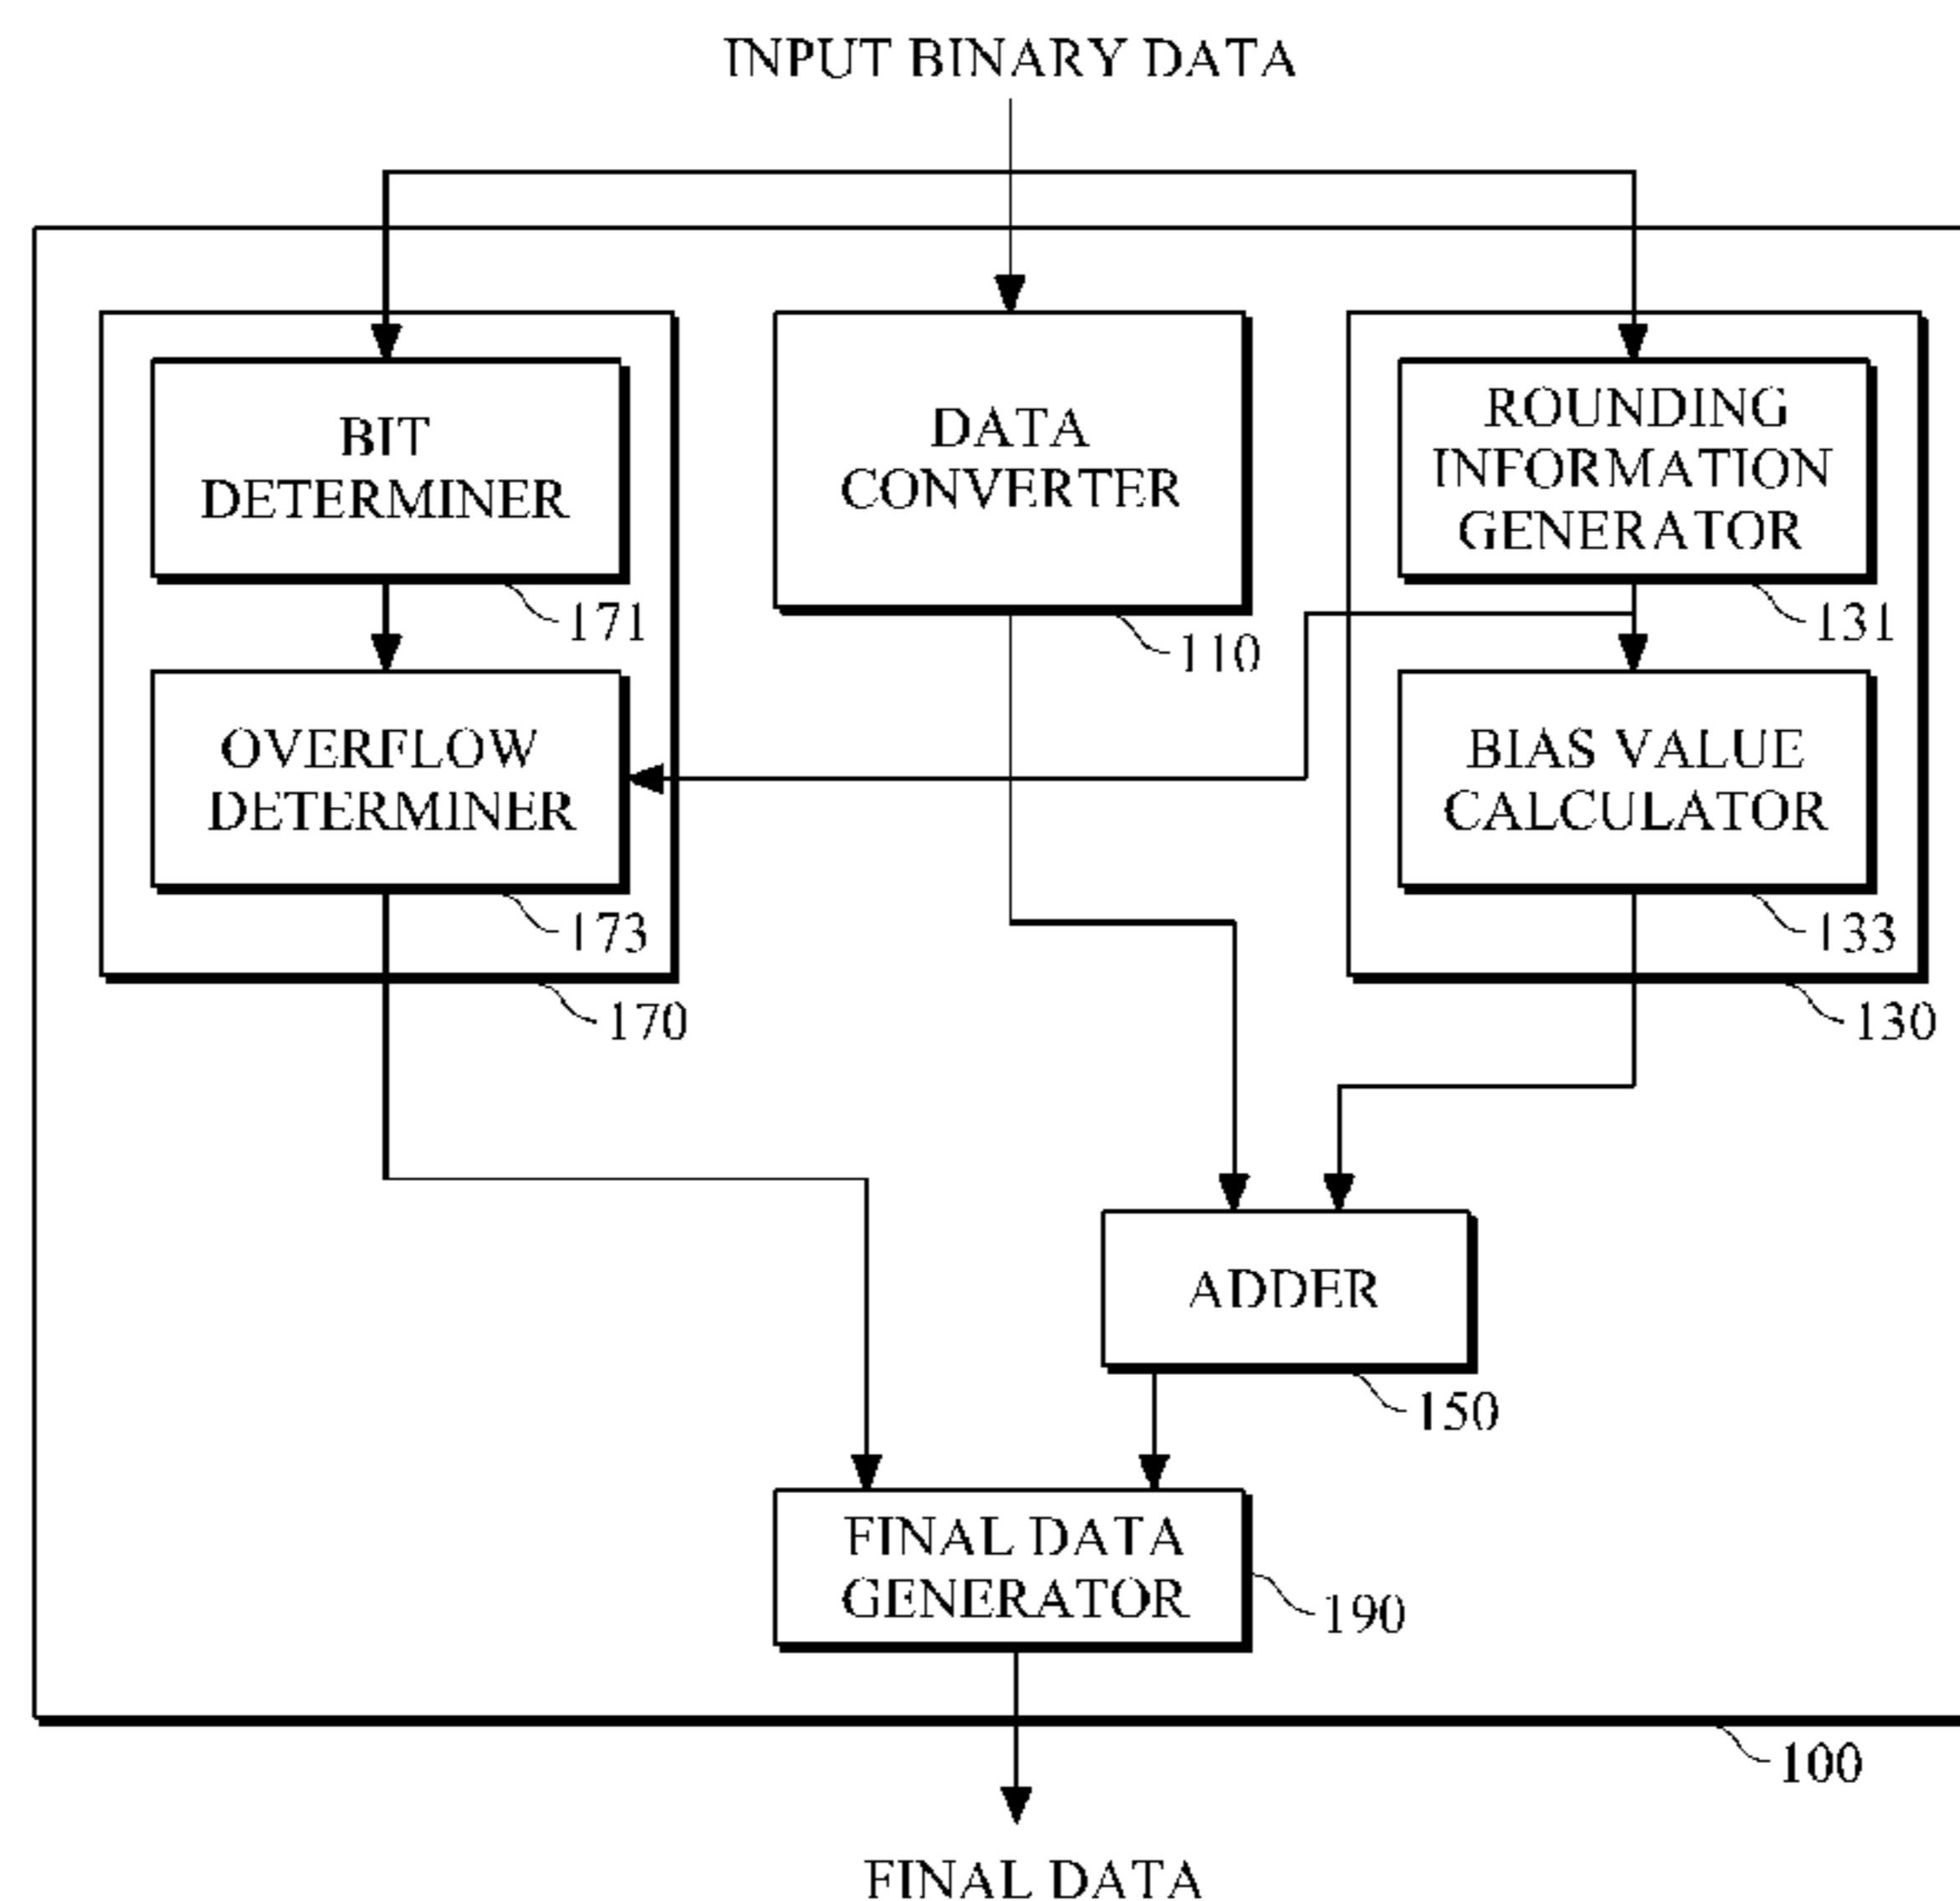 INPUT BINARY DATA
BIT
DETERMINER
171
OVERFLOW
DETERMINER
173
170
DATA
CONVERTER
110
ROUNDING
INFORMATION
GENERATOR
131
BIAS VALUE
CALCULATOR
133
130
ADDER
150
FINAL DATA
GENERATOR
190
100
FINAL DATA